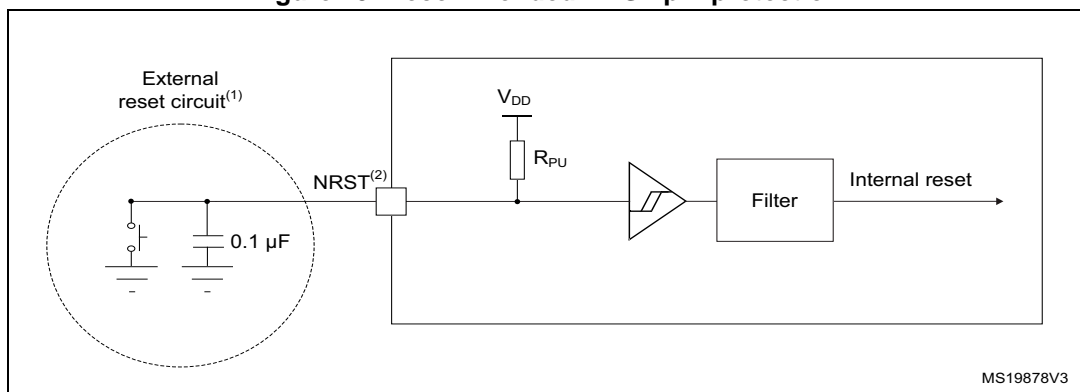 External
reset circuit(1)
VDD
RPU
NRST(2)
Filter
Internal reset
0.1 µF
MS19878V3